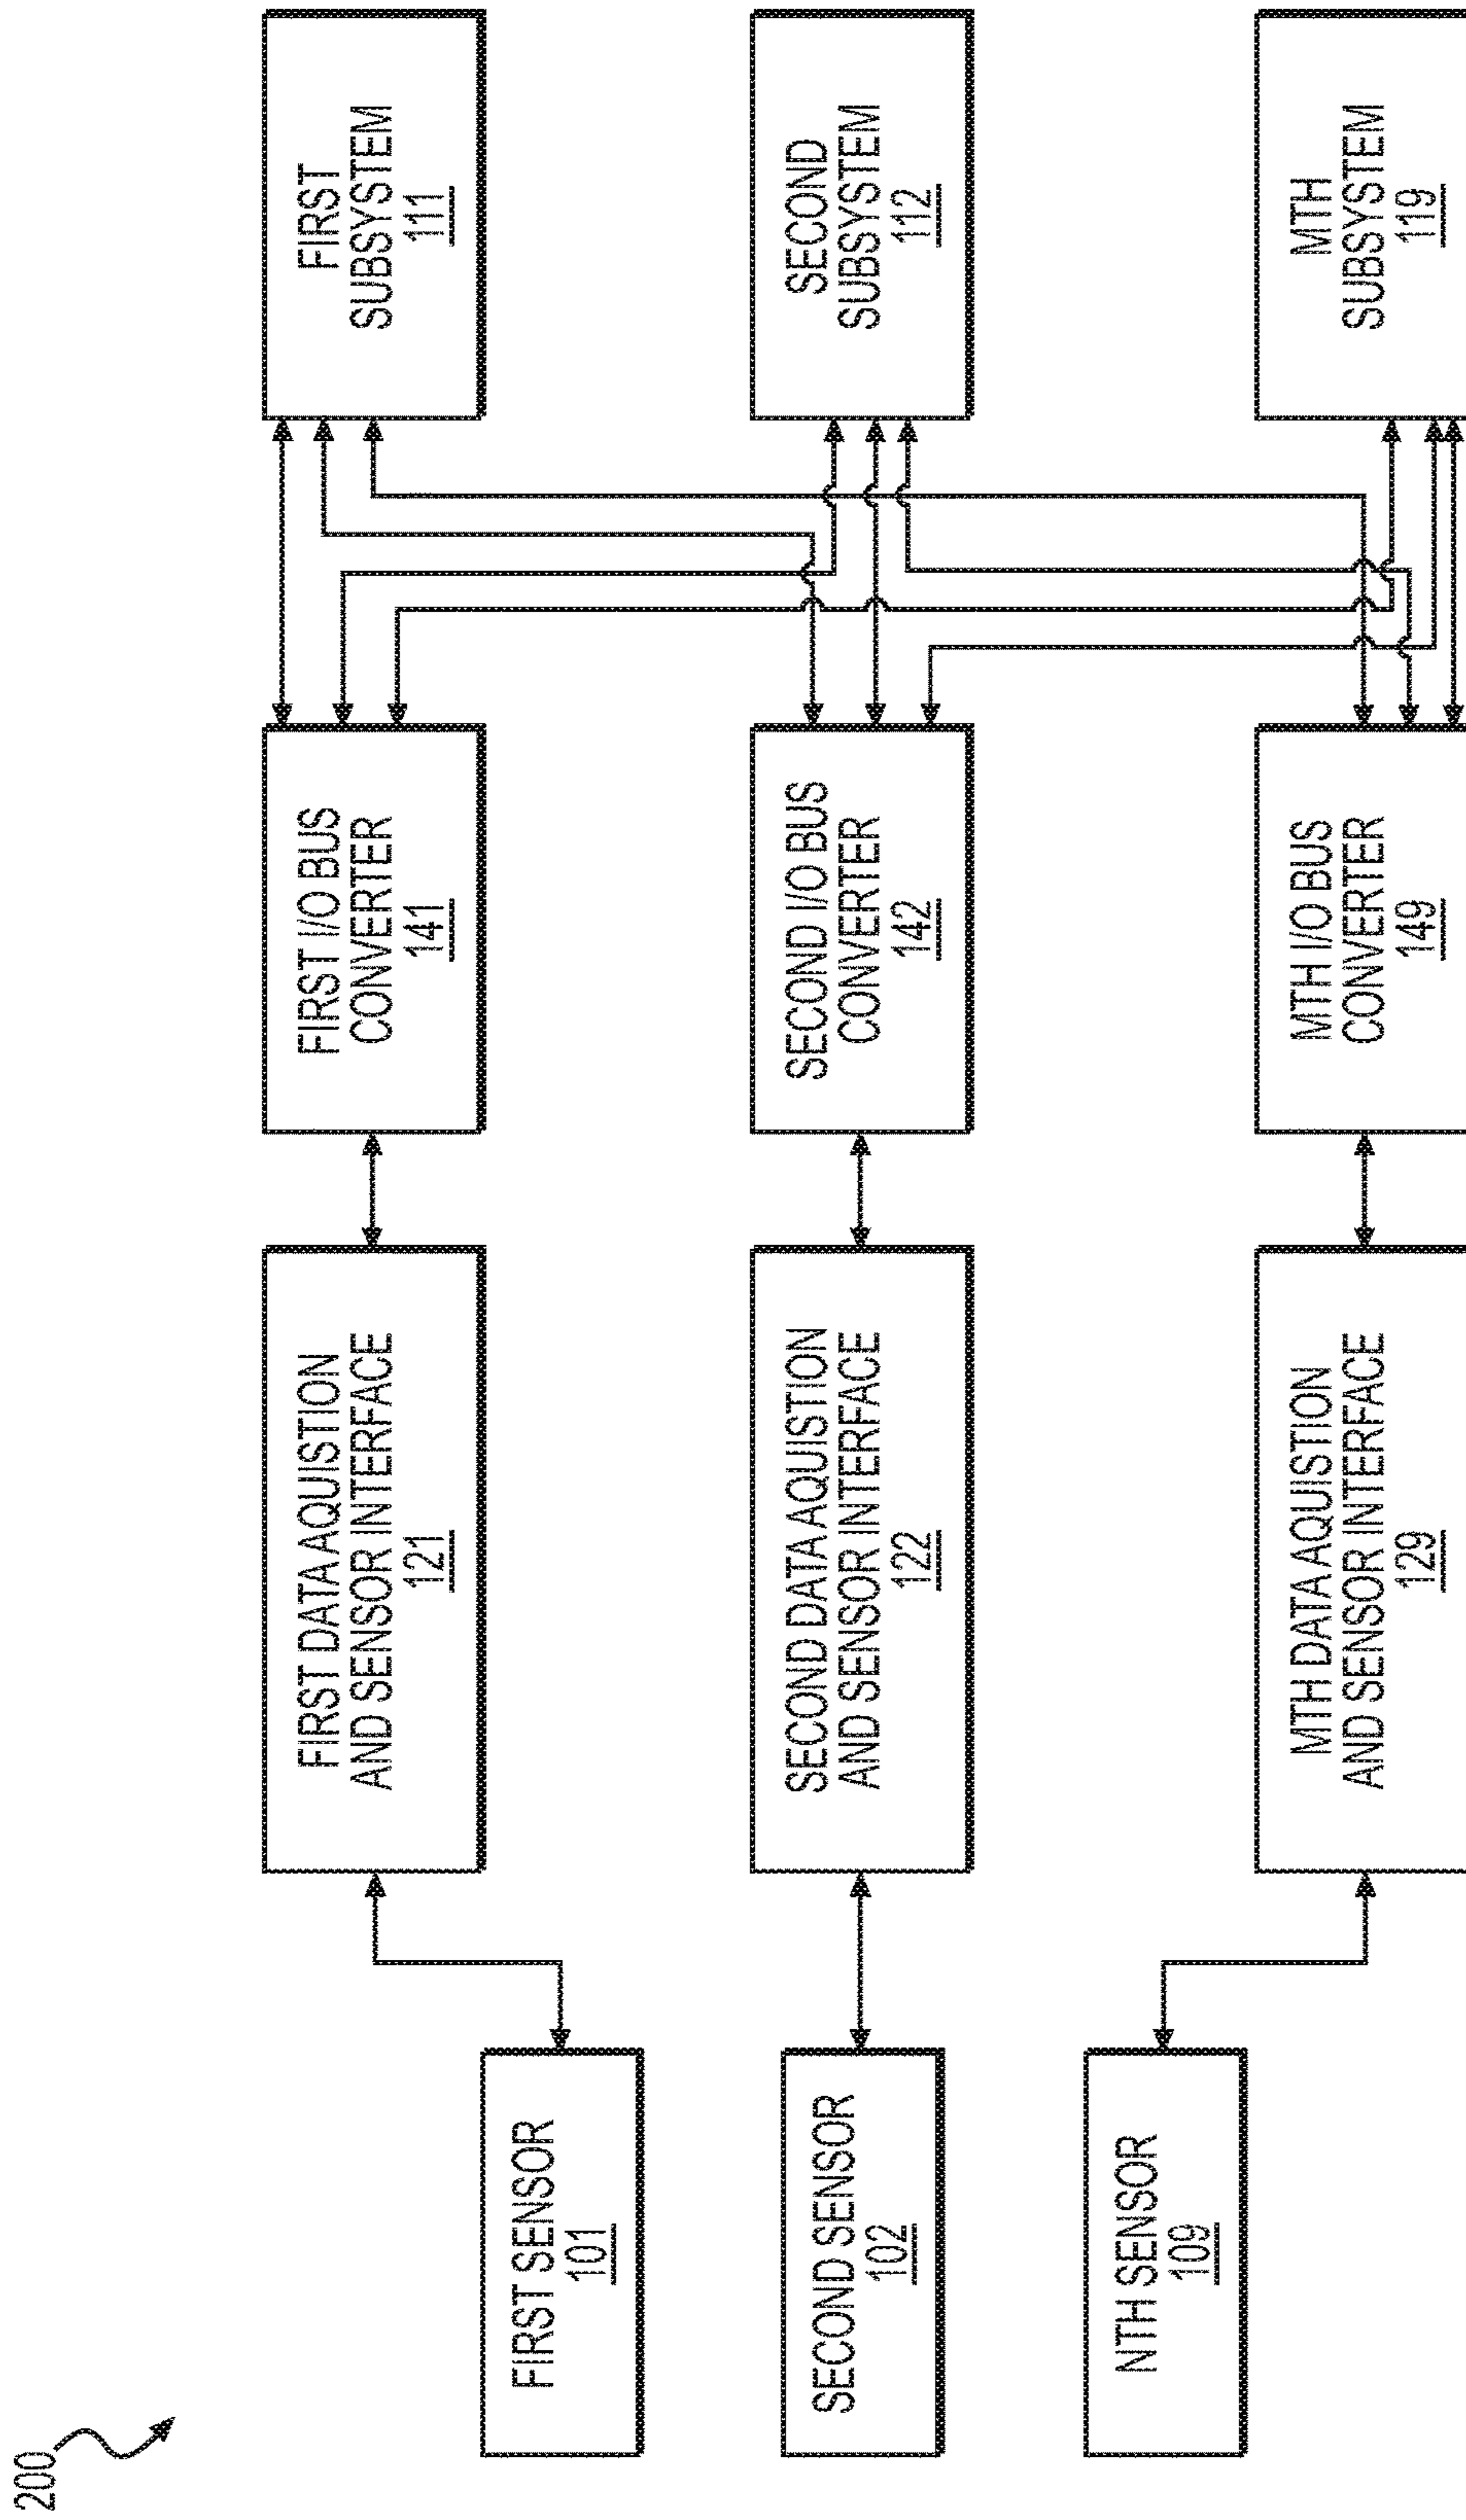 200
FIRST SENSOR
101
SECOND SENSOR
102
NTH SENSOR
109
FIRST DATA AQUISTION
AND SENSOR INTERFACE
121
SECOND DATA AQUISTION
AND SENSOR INTERFACE
122
MTH DATA AQUISTION
AND SENSOR INTERFACE
129
FIRST I/O BUS
CONVERTER
141
SECOND I/O BUS
CONVERTER
142
MTH I/O BUS
CONVERTER
149
FIRST
SUBSYSTEM
111
SECOND
SUBSYSTEM
112
MTH
SUBSYSTEM
119